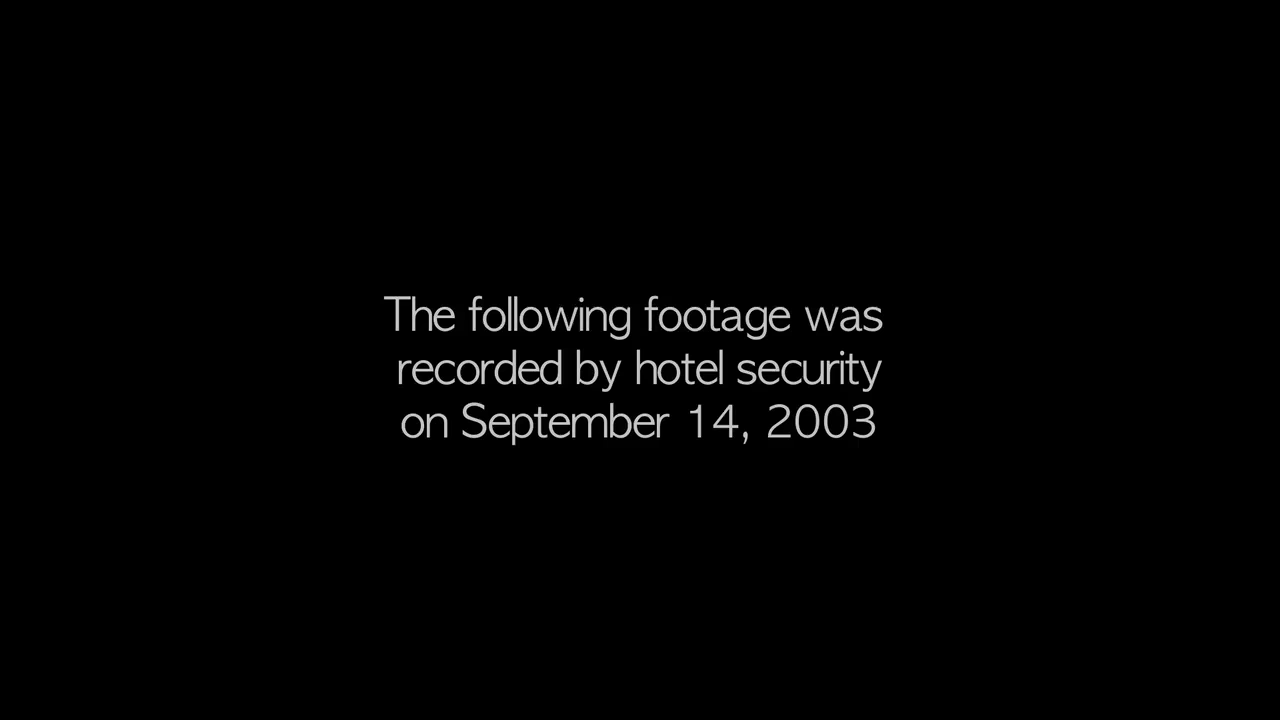 The following footage was
recorded by hotel security
on September 14, 2003